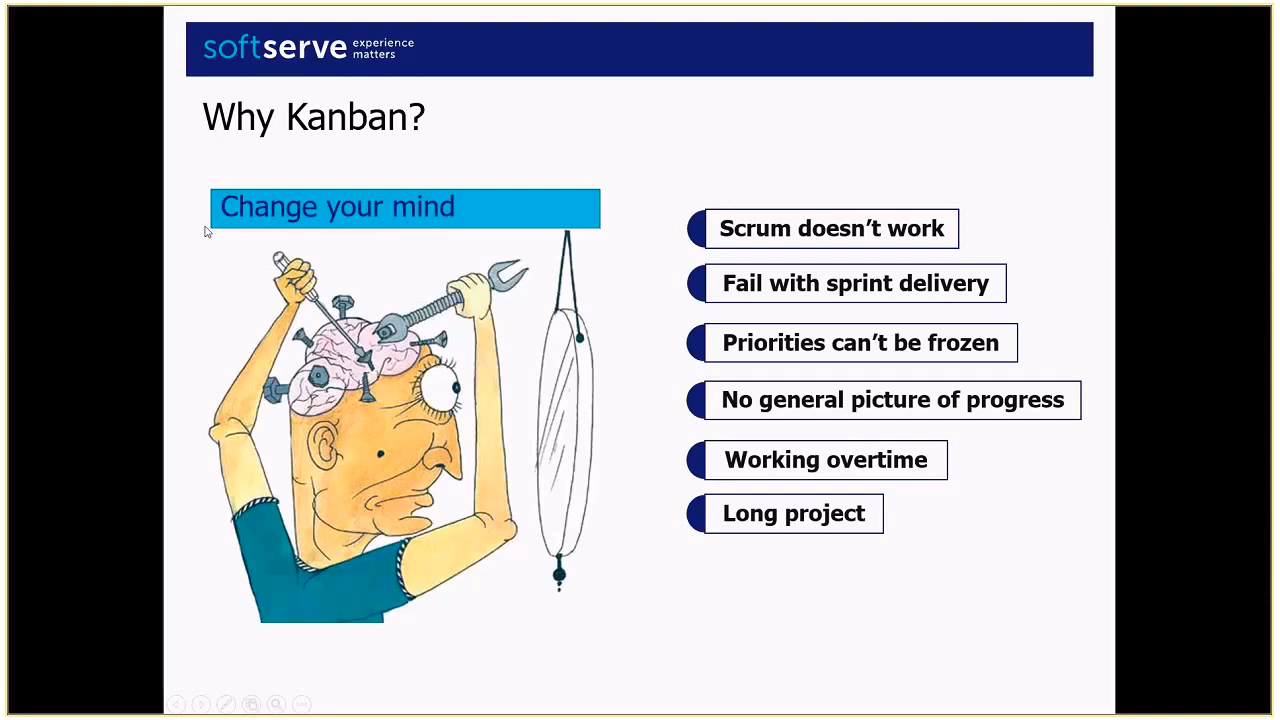 softserve experience
matters
Why Kanban?
Change your mind
Scrum doesn’t work
Fail with sprint delivery
Priorities can’t be frozen
No general picture of progress
Working overtime
Long project